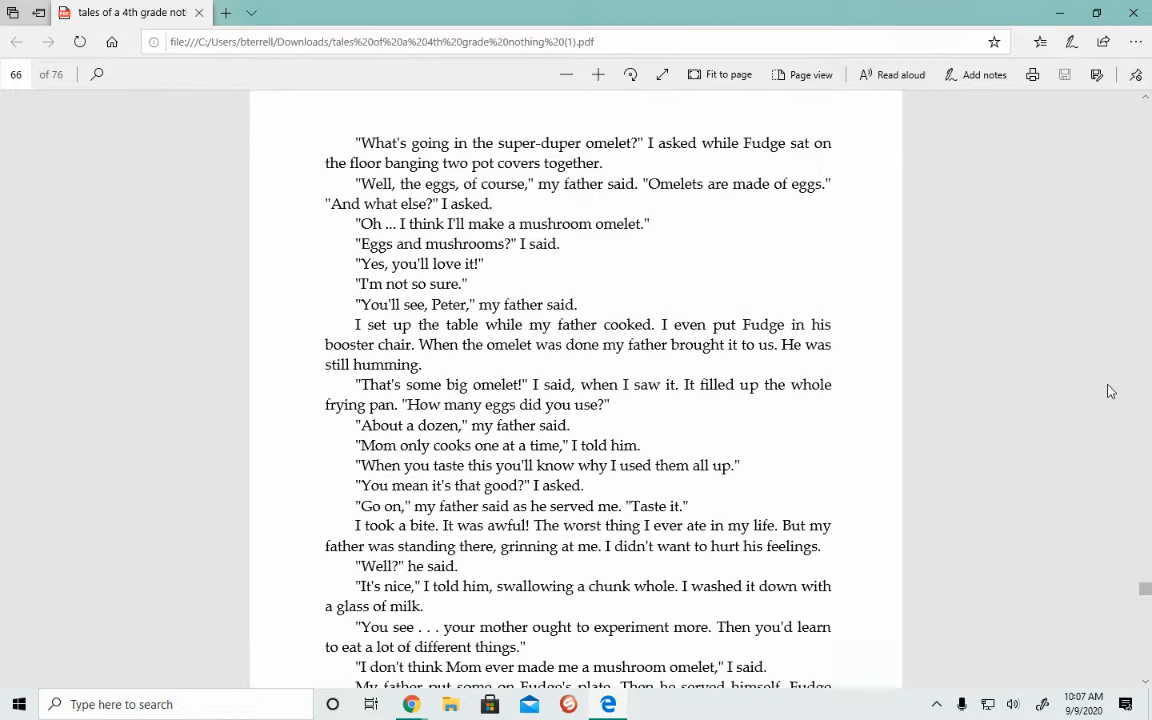 tales of a 4th grade not
file:///C:/Users/bterrell/Downloads/tales%20of%20a%204th%20grade%20nothing%20(1).pdf
66 of 76
Fit to page
Page view
Read aloud
Add notes
"What's going in the super-duper omelet?" I asked while Fudge sat on
the floor banging two pot covers together.
"Well, the eggs, of course," my father said. "Omelets are made of eggs."
"And what else?" I asked.
"Oh ... I think I'll make a mushroom omelet."
"Eggs and mushrooms?" I said.
"Yes, you'll love it!"
"I'm not so sure."
"You'll see, Peter," my father said.
I set up the table while my father cooked. I even put Fudge in his
booster chair. When the omelet was done my father brought it to us. He was
still humming.
"That's some big omelet!" I said, when I saw it. It filled up the whole
frying pan. "How many eggs did you use?"
"About a dozen," my father said.
"Mom only cooks one at a time," I told him.
"When you taste this you'll know why I used them all up."
"You mean it's that good?" I asked.
"Go on," my father said as he served me. "Taste it."
I took a bite. It was awful! The worst thing I ever ate in my life. But my
father was standing there, grinning at me. I didn't want to hurt his feelings.
"Well?" he said.
"It's nice," I told him, swallowing a chunk whole. I washed it down with
a glass of milk.
"You see . . . your mother ought to experiment more. Then you'd learn
to eat a lot of different things."
"I don't think Mom ever made me a mushroom omelet," I said.
My father put some on Fudge's plate. Then he served himself. Fudge
Type here to search
10:07 AM
9/9/2020